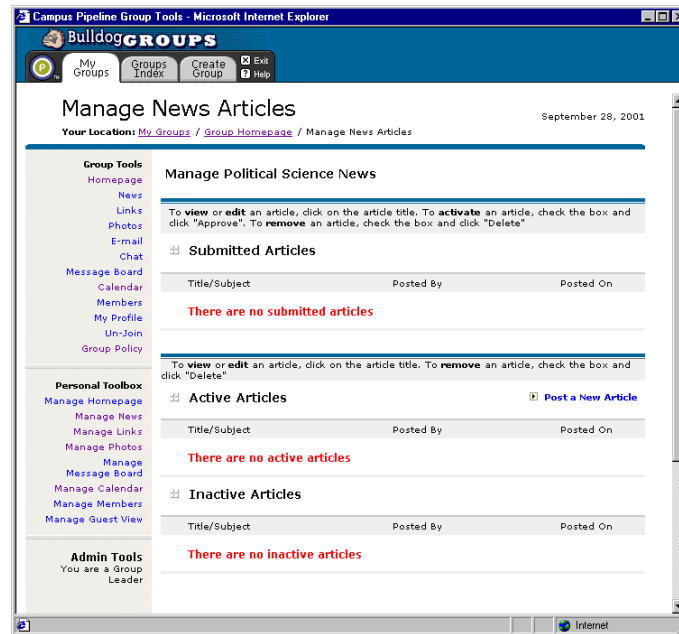 Campus Pipeline Group Tools - Microsoft Internet Explorer
BulldogGROUPS
My Groups
Groups Index
Create Group
Exit
Help
Manage News Articles
September 28, 2001
Your Location: My Groups / Group Homepage / Manage News Articles
Group Tools
Homepage
News
Links
Photos
E-mail
Chat
Message Board
Calendar
Members
My Profile
Un-Join
Group Policy
Personal Toolbox
Manage Homepage
Manage News
Manage Links
Manage Photos
Manage
Message Board
Manage Calendar
Manage Members
Manage Guest View
Admin Tools
You are a Group
Leader
Manage Political Science News
To view or edit an article, click on the article title. To activate an article, check the box and
click "Approve". To remove an article, check the box and click "Delete"
Submitted Articles
Title/Subject Posted By Posted On
There are no submitted articles
To view or edit an article, click on the article title. To remove an article, check the box and
click "Delete"
Active Articles
Post a New Article
Title/Subject Posted By Posted On
There are no active articles
Inactive Articles
Title/Subject Posted By Posted On
There are no inactive articles
Internet